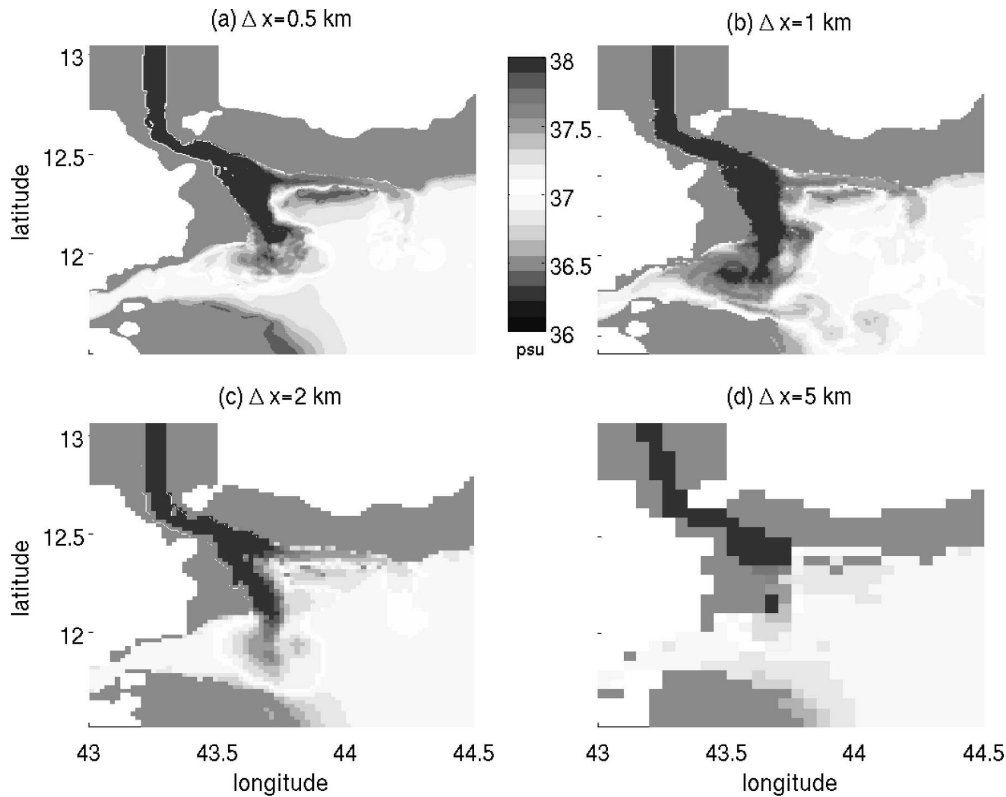 (a) Δ x=0.5 km
(b) Δ x=1 km
13
12.5
12
latitude
38
37.5
37
36.5
36
psu
(c) Δ x=2 km
(d) Δ x=5 km
13
12.5
12
latitude
43
43.5
44
44.5
longitude
43
43.5
44
44.5
longitude